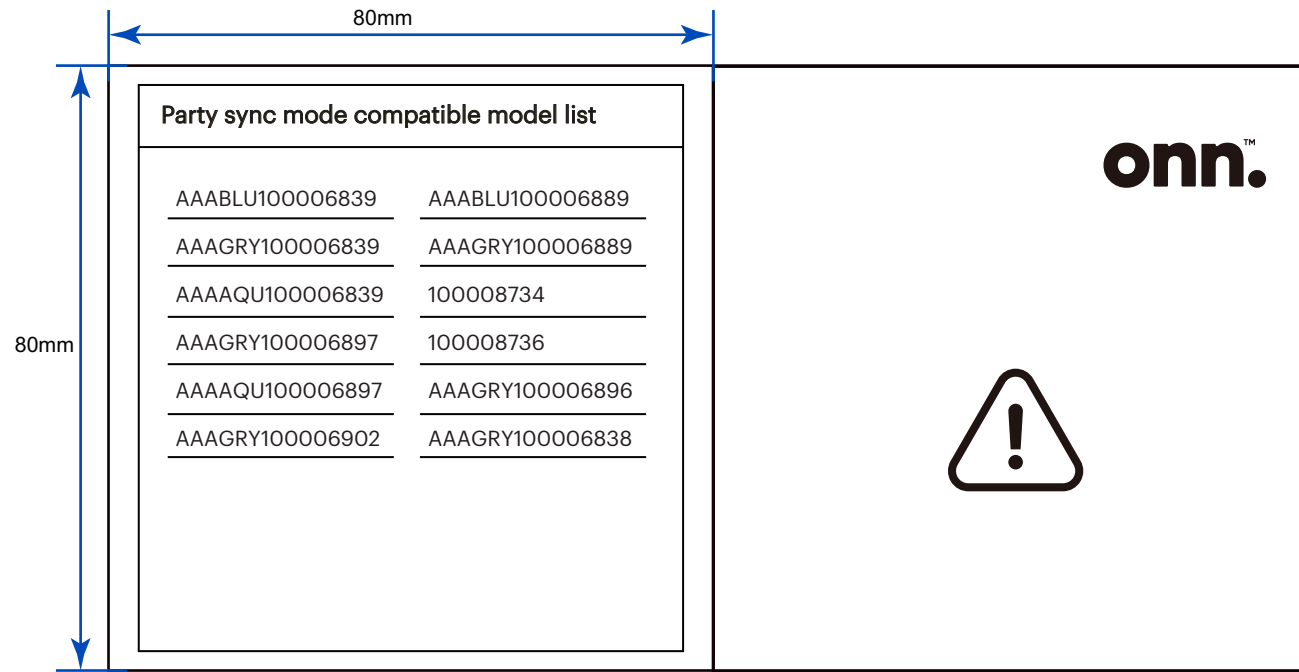 80mm
80mm
Party sync mode compatible model list
AAABLU100006839 AAABLU100006889
AAAGRY100006839 AAAGRY100006889
AAAAQU100006839 100008734
AAAGRY100006897 100008736
AAAAQU100006897 AAAGRY100006896
AAAGRY100006902 AAAGRY100006838
onn.™